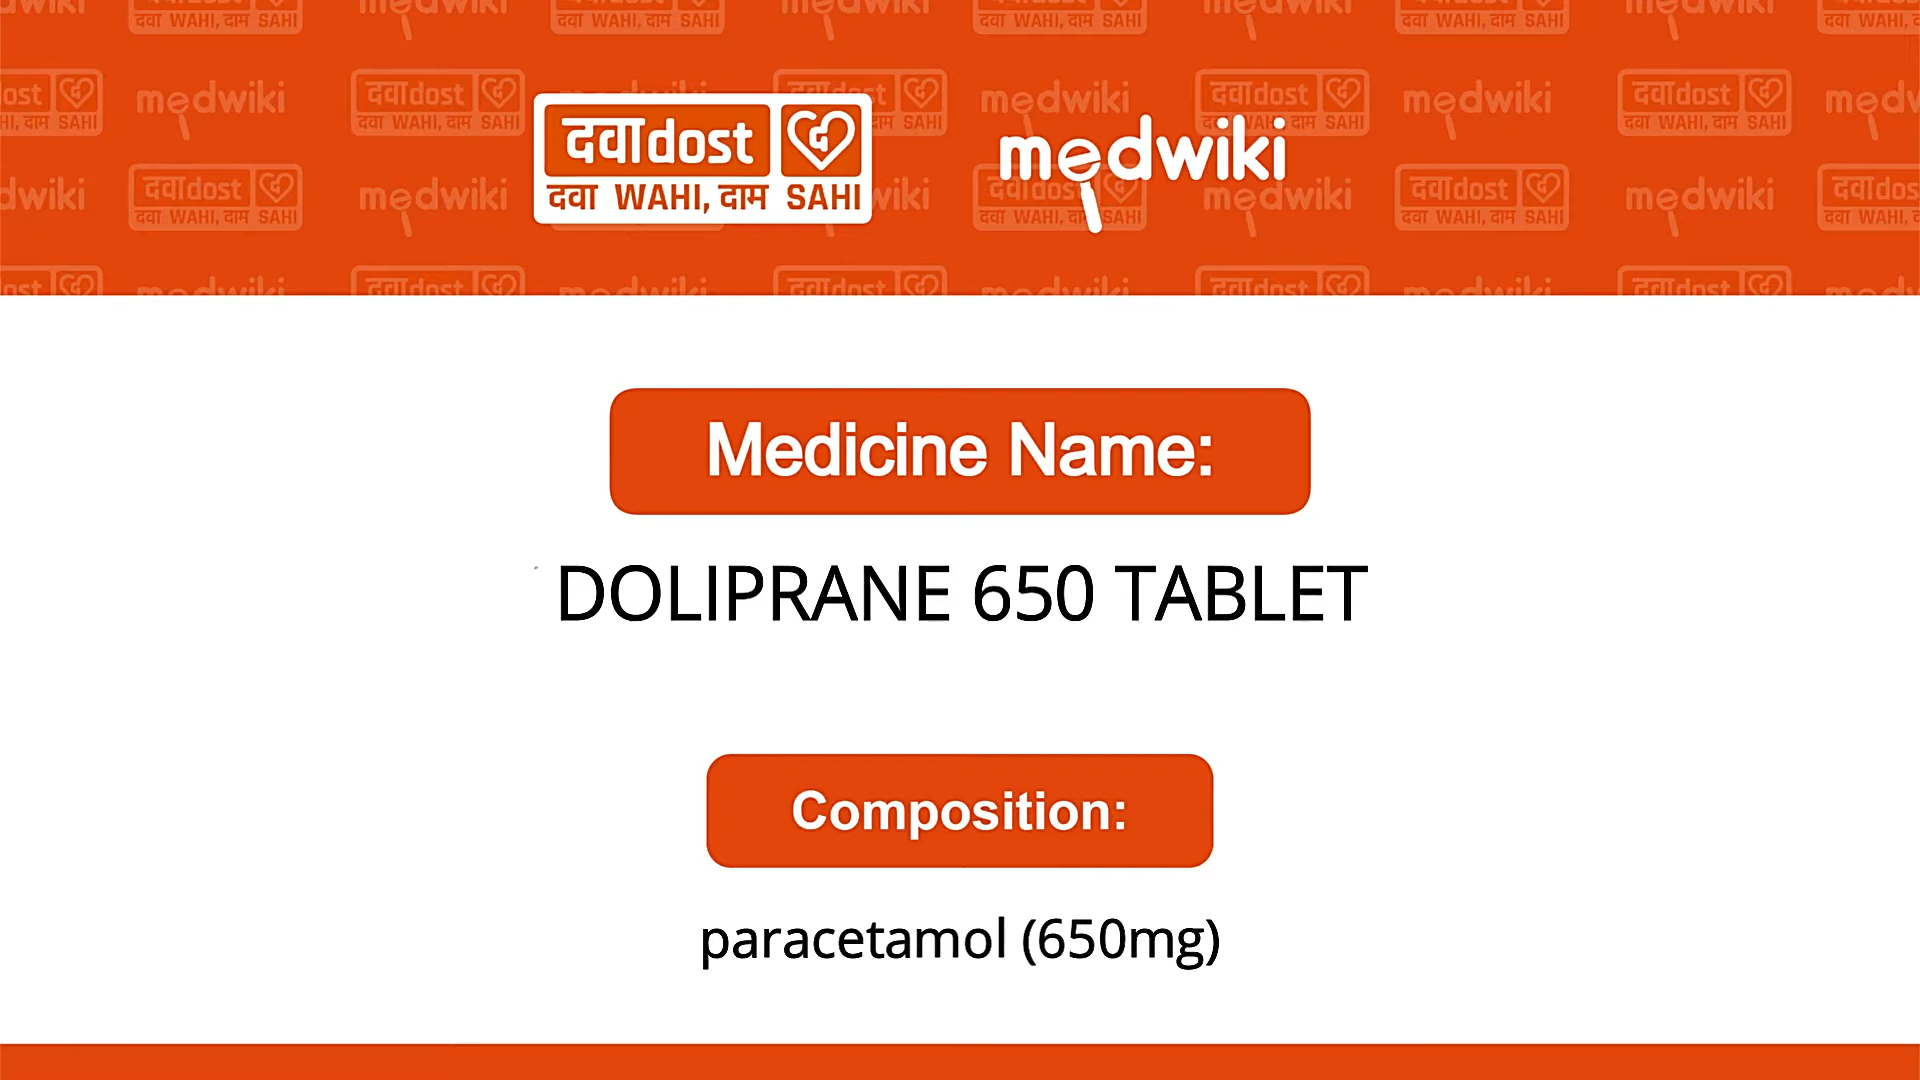 दवाdost
दवा WAHI, दाम SAHI
medwiki
Medicine Name:
DOLIPRANE 650 TABLET
Composition:
paracetamol (650mg)